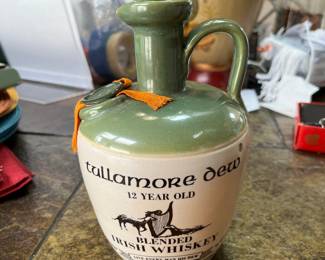 tullamore dew
12 YEAR OLD
BLENDED
IRISH WHISKEY